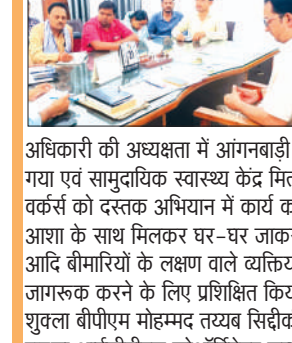 अधिकारी की अध्यक्षता में आंगनबाड़ी
गया एवं सामुदायिक स्वास्थ्य केंद्र मित
वर्कर्स को दस्तक अभियान में कार्य क
आशा के साथ मिलकर घर-घर जाक
आदि बीमारियों के लक्षण वाले व्यक्तिय
जागरूक करने के लिए प्रशिक्षित किय
शुक्ला बीपीएम मोहम्मद तय्यब सिद्दीक